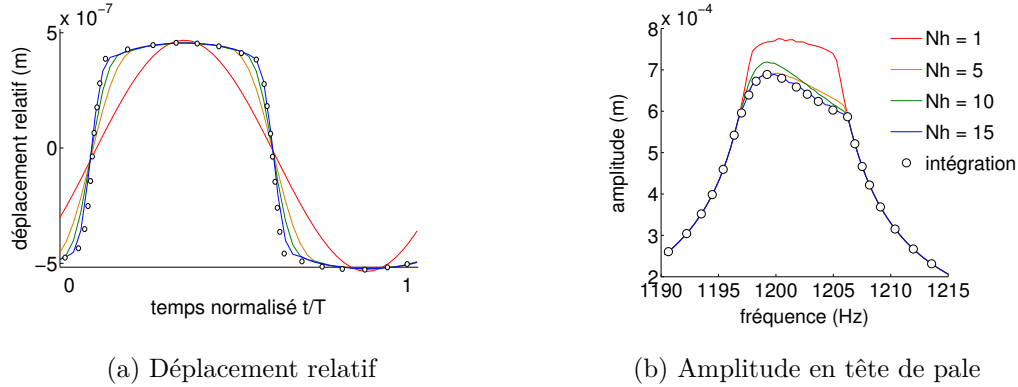 x 10⁻⁷
5
0
−5
déplacement relatif (m)
0
1
temps normalisé t/T
(a) Déplacement relatif
x 10⁻⁴
8
7
6
5
4
2
amplitude (m)
1190
1195
1200
1205
1210
1215
fréquence (Hz)
Nh = 1
Nh = 5
Nh = 10
Nh = 15
intégration
(b) Amplitude en tête de pale